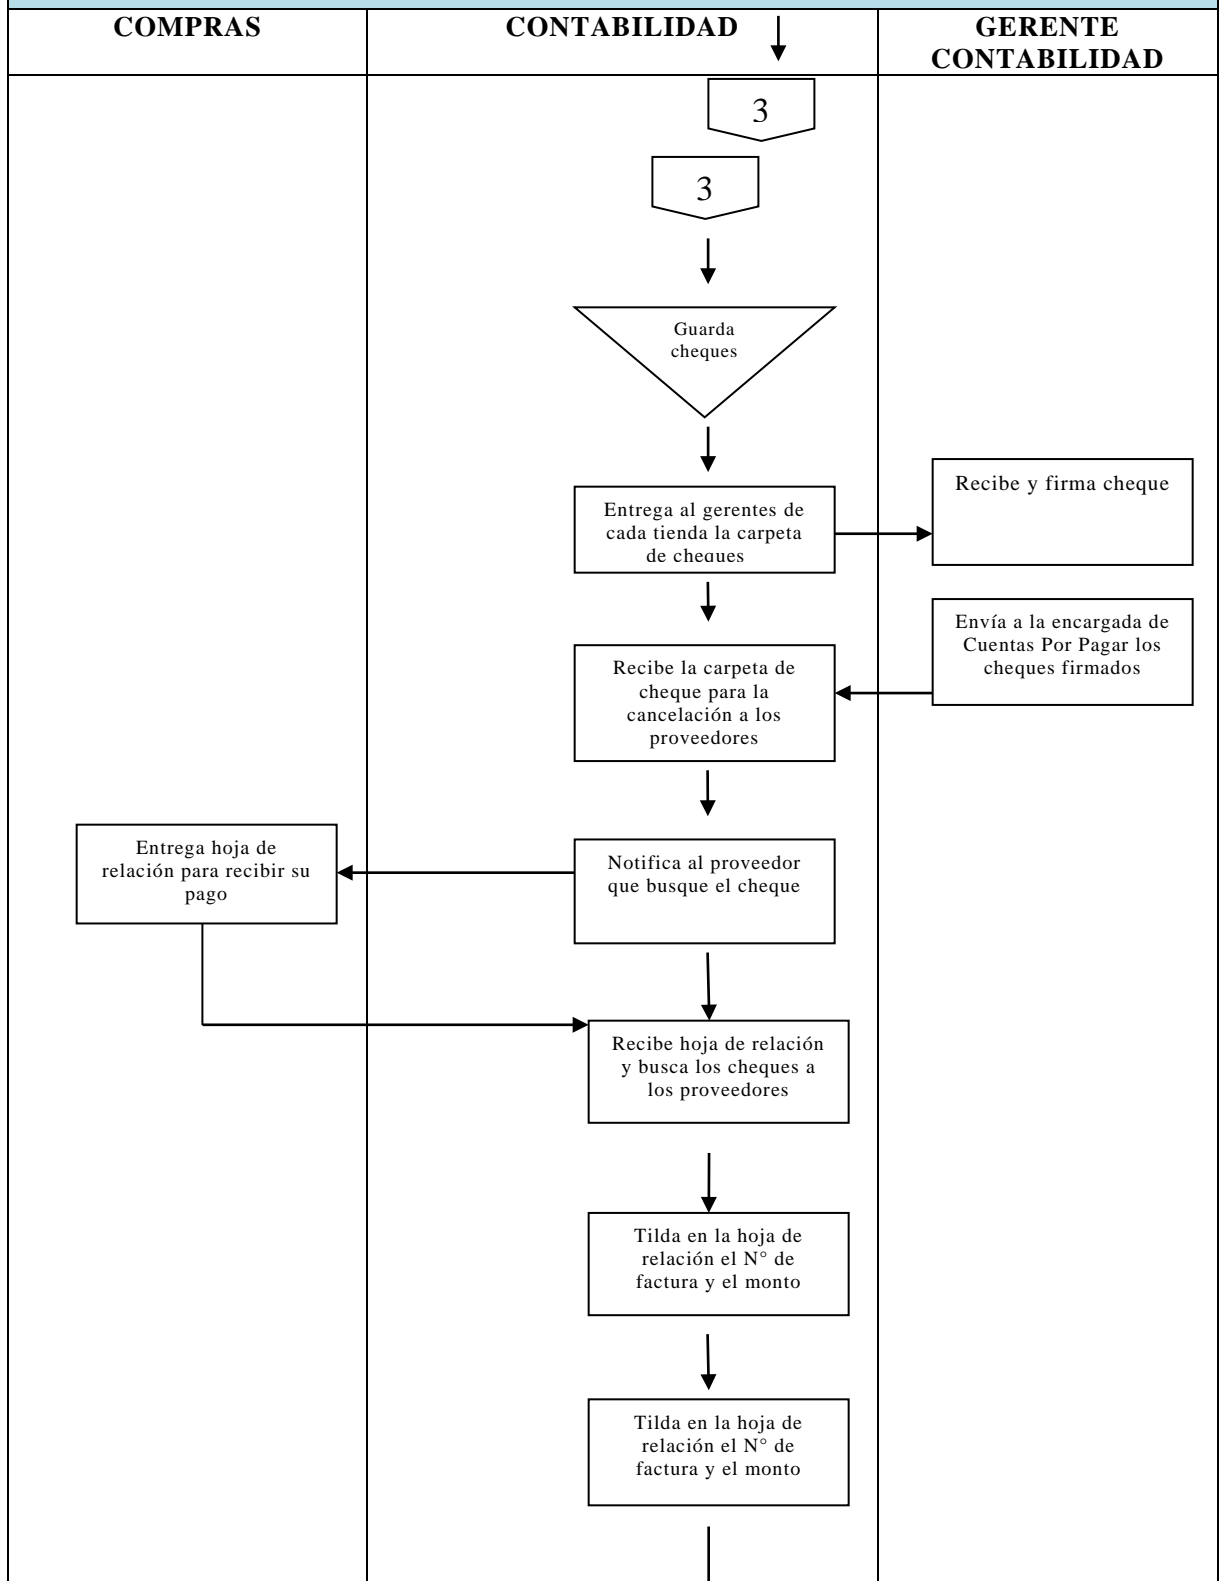 COMPRAS
CONTABILIDAD
GERENTE
CONTABILIDAD
3
3
Guarda
cheques
Entrega al gerentes de
cada tienda la carpeta
de cheques
Recibe y firma cheque
Envía a la encargada de
Cuentas Por Pagar los
cheques firmados
Recibe la carpeta de
cheque para la
cancelación a los
proveedores
Notifica al proveedor
que busque el cheque
Entrega hoja de
relación para recibir su
pago
Recibe hoja de relación
y busca los cheques a
los proveedores
Tilda en la hoja de
relación el N° de
factura y el monto
Tilda en la hoja de
relación el N° de
factura y el monto